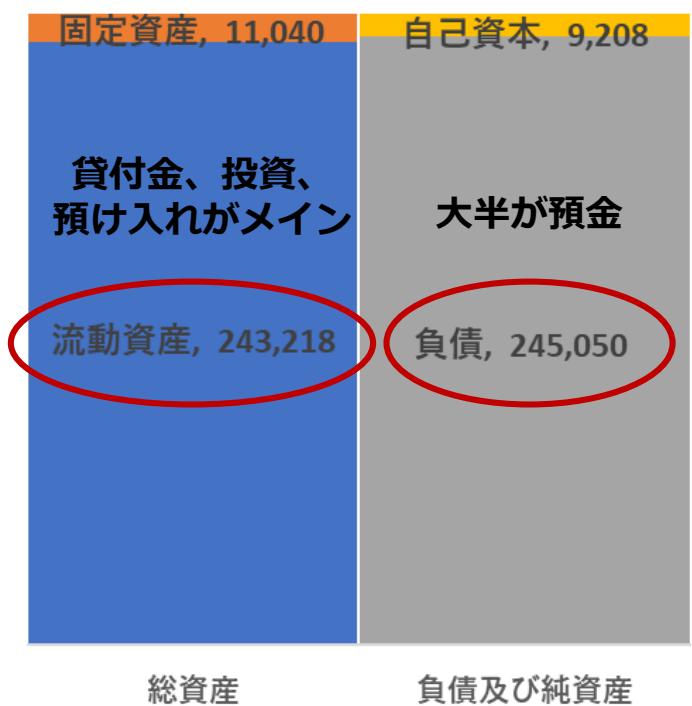 固定資産, 11,040
自己資本, 9,208
貸付金、投資、
預け入れがメイン
大半が預金
流動資産, 243,218
負債, 245,050
総資産
負債及び純資産